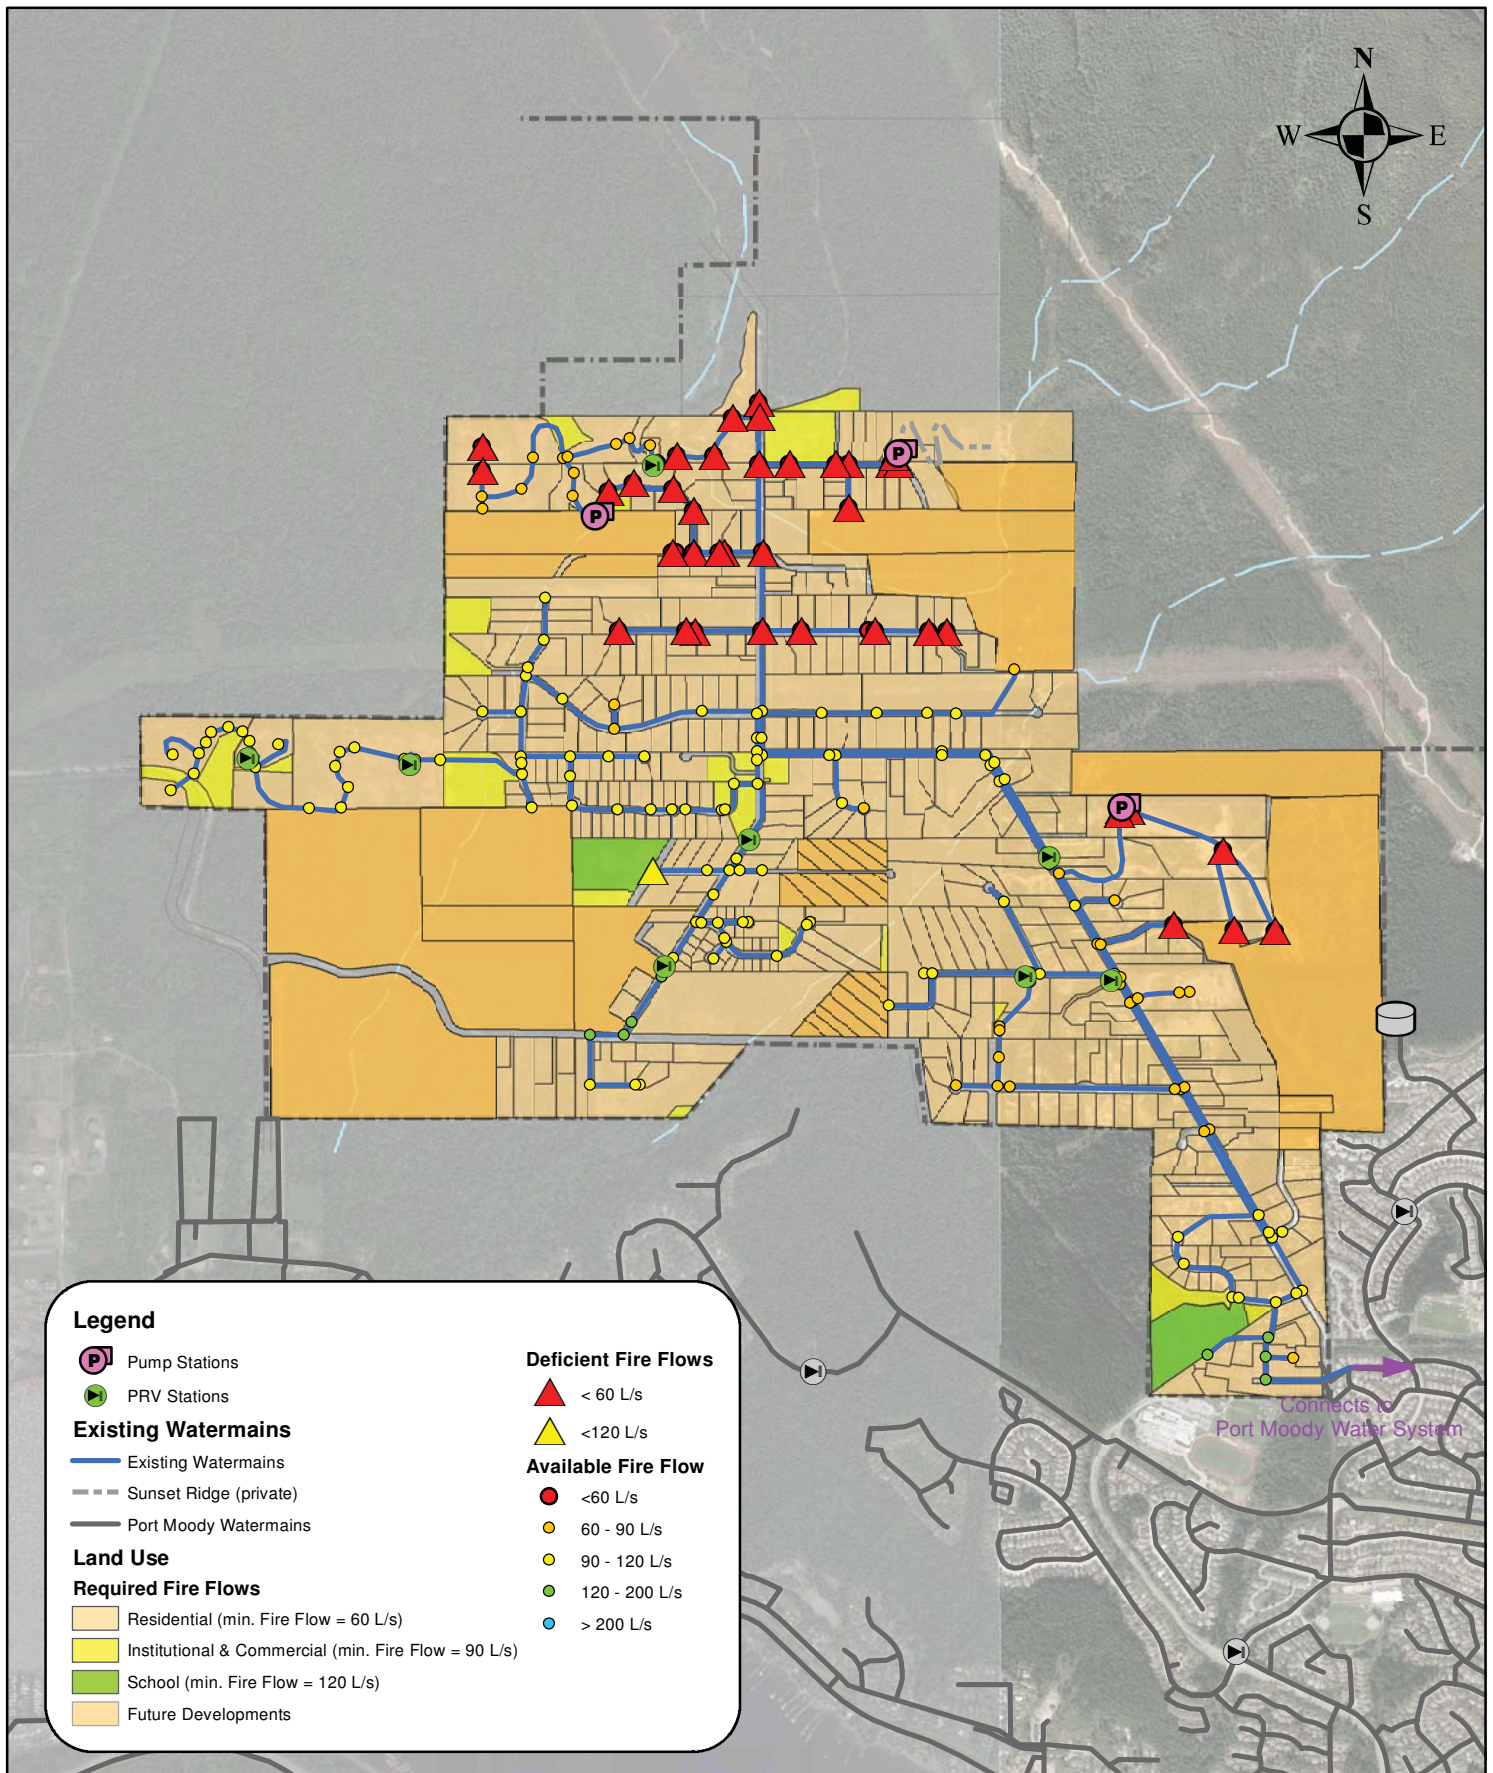 N
W E
S
P
P
P
Connects to
Port Moody Water System
Legend
P Pump Stations
PRV Stations
Existing Watermains
Existing Watermains
Sunset Ridge (private)
Port Moody Watermains
Land Use
Required Fire Flows
Residential (min. Fire Flow = 60 L/s)
Institutional & Commercial (min. Fire Flow = 90 L/s)
School (min. Fire Flow = 120 L/s)
Future Developments
Deficient Fire Flows
< 60 L/s
<120 L/s
Available Fire Flow
<60 L/s
60 - 90 L/s
90 - 120 L/s
120 - 200 L/s
> 200 L/s